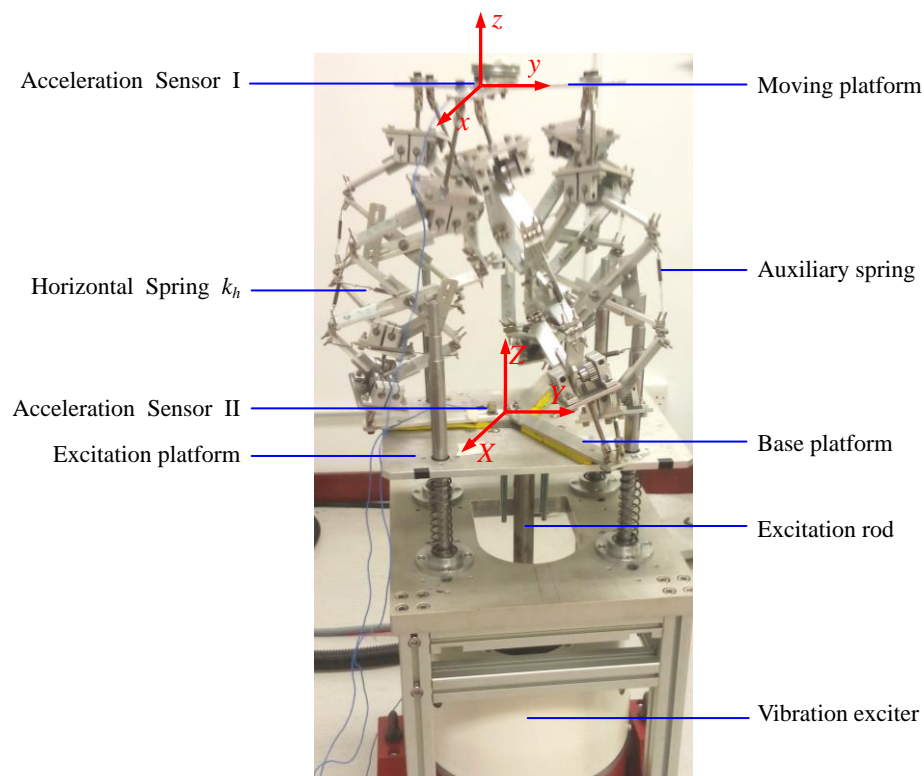 z
Acceleration Sensor I
y
Moving platform
x
Auxiliary spring
Horizontal Spring kh
Z
Acceleration Sensor II
Y
X
Base platform
Excitation platform
Excitation rod
Vibration exciter